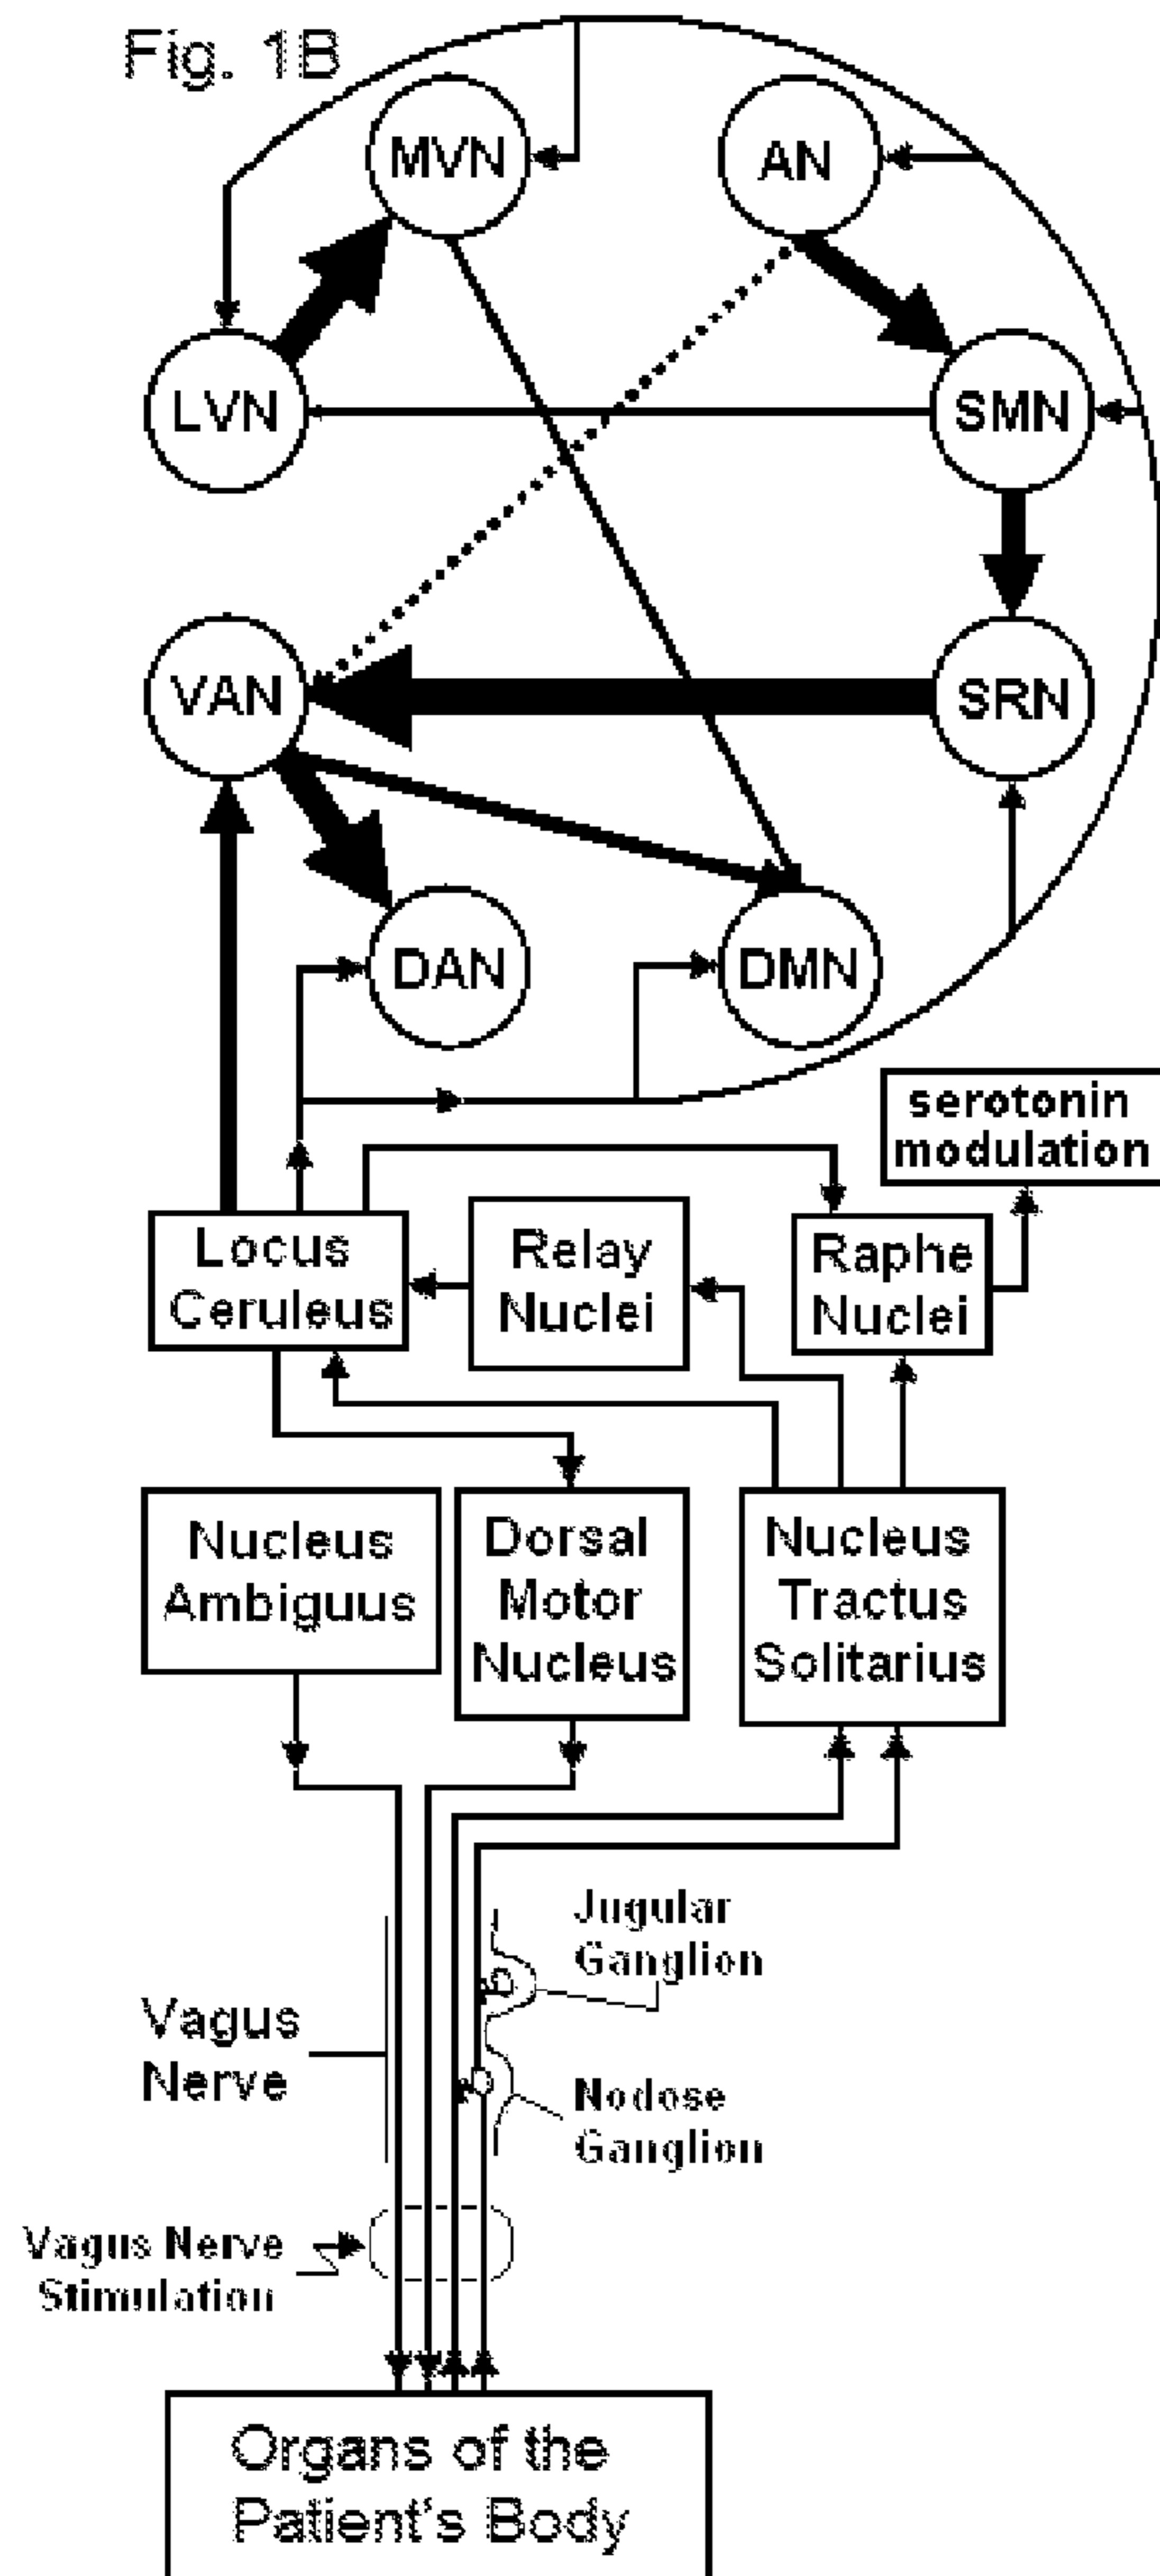 Fig. 1B
MVN
AN
LVN
SMN
VAN
SRN
DAN
DMN
serotonin
modulation
Locus
Ceruleus
Relay
Nuclei
Raphe
Nuclei
Nucleus
Ambiguus
Dorsal
Motor
Nucleus
Nucleus
Tractus
Solitarius
Jugular
Ganglion
Vagus
Nerve
Nodose
Ganglion
Vagus Nerve
Stimulation
Organs of the
Patient's Body